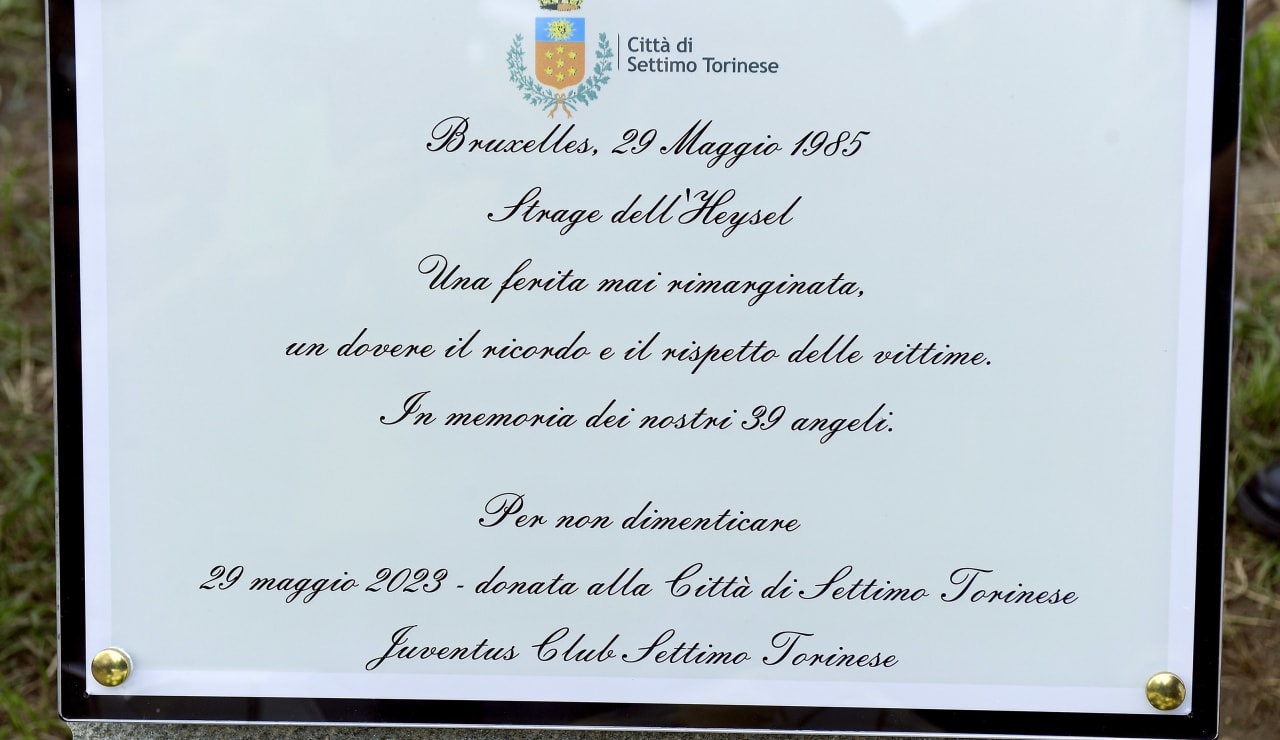 Città di
Settimo Torinese
Bruxelles, 29 Maggio 1985
Strage dell'Heysel
Una ferita mai rimarginata,
un dovere il ricordo e il rispetto delle vittime.
In memoria dei nostri 39 angeli.
Per non dimenticare
29 maggio 2023 - donata alla Città di Settimo Torinese
Juventus Club Settimo Torinese